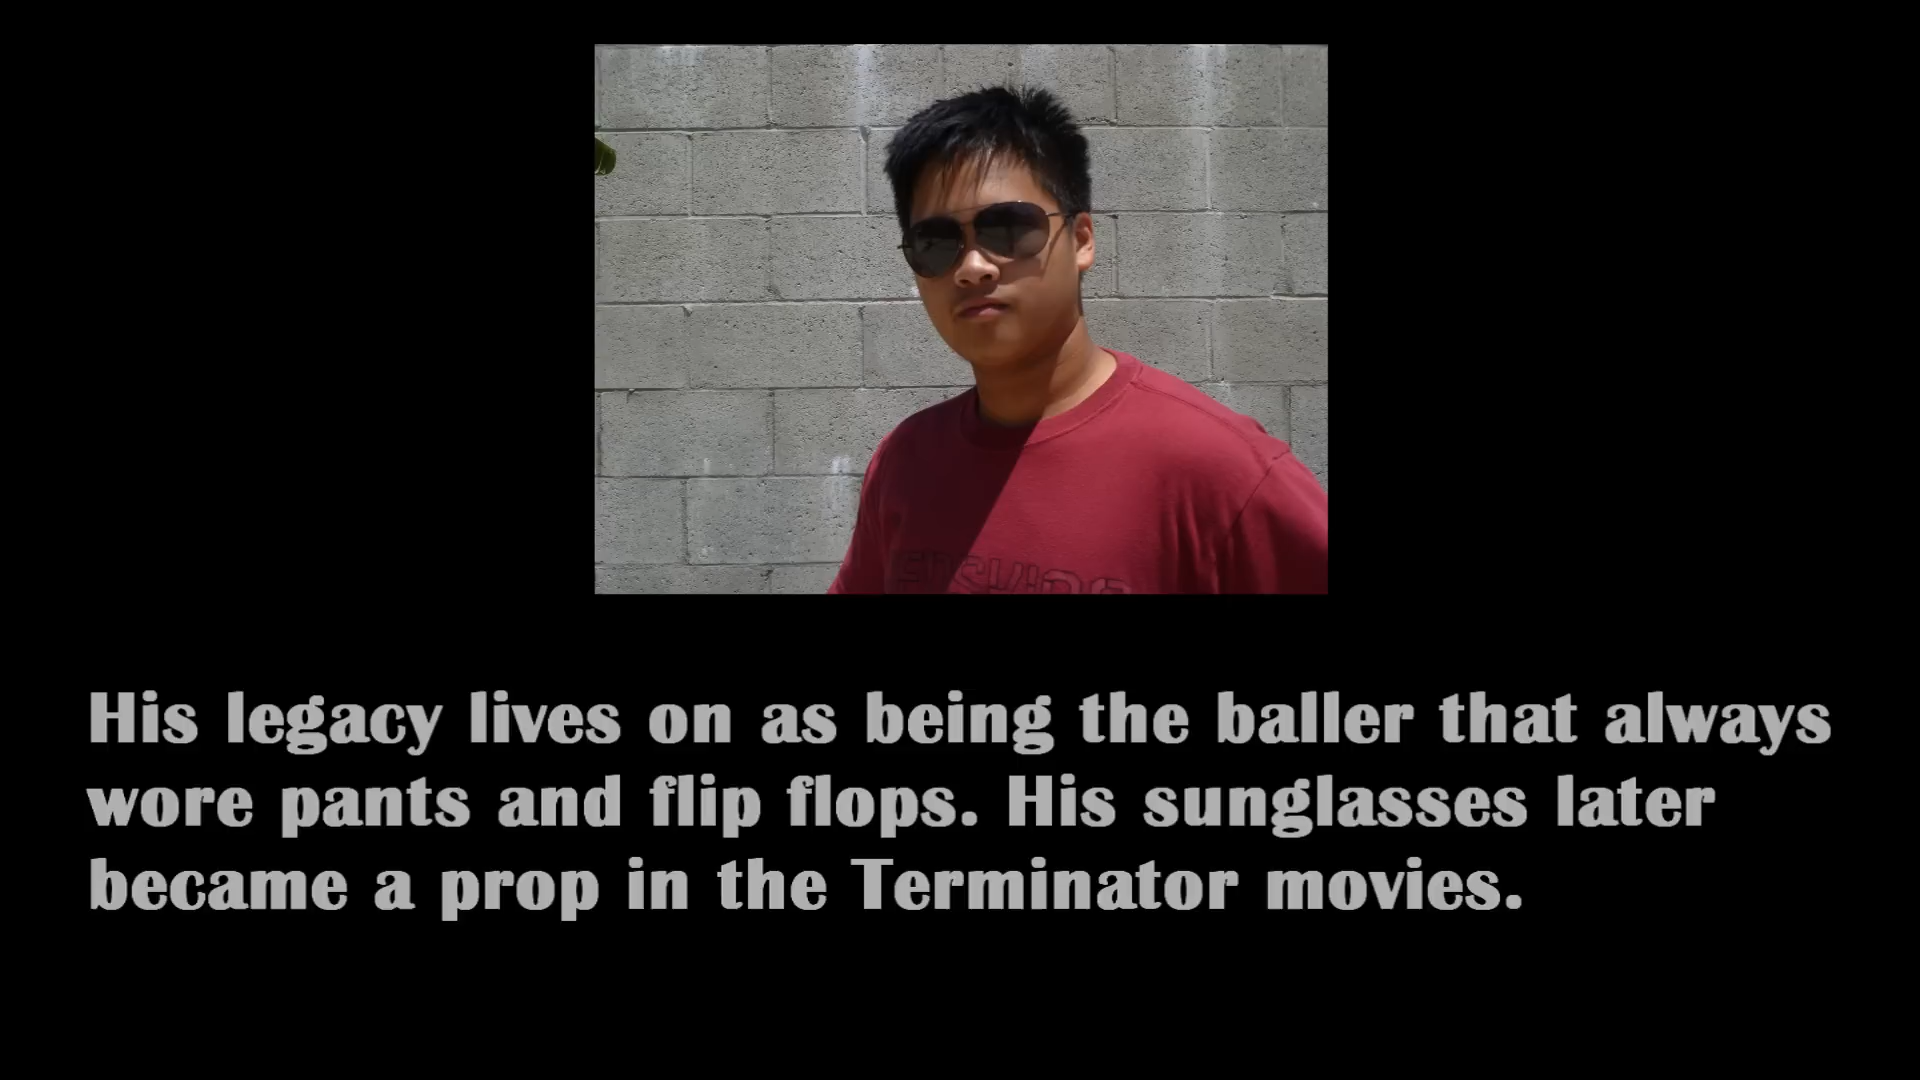 His legacy lives on as being the baller that always
wore pants and flip flops. His sunglasses later
became a prop in the Terminator movies.